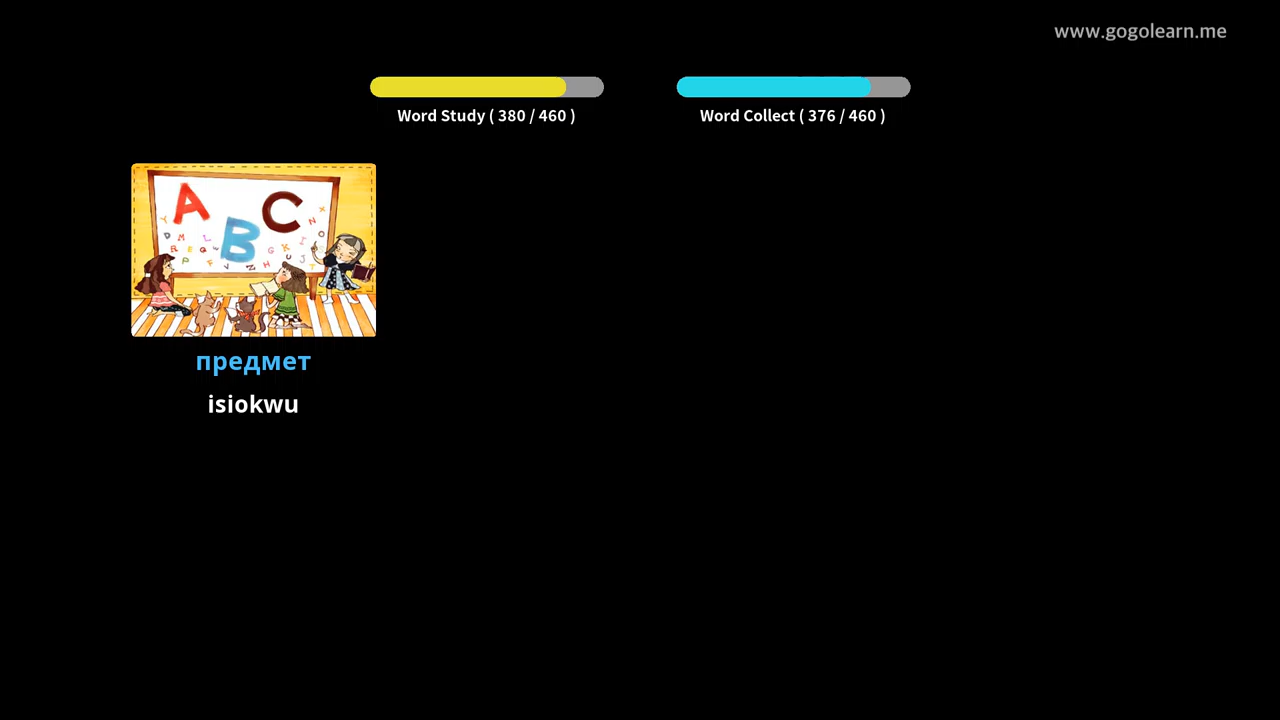 www.gogolearn.me
Word Study ( 380 / 460 )
Word Collect ( 376 / 460 )
A B C
предмет
isiokwu